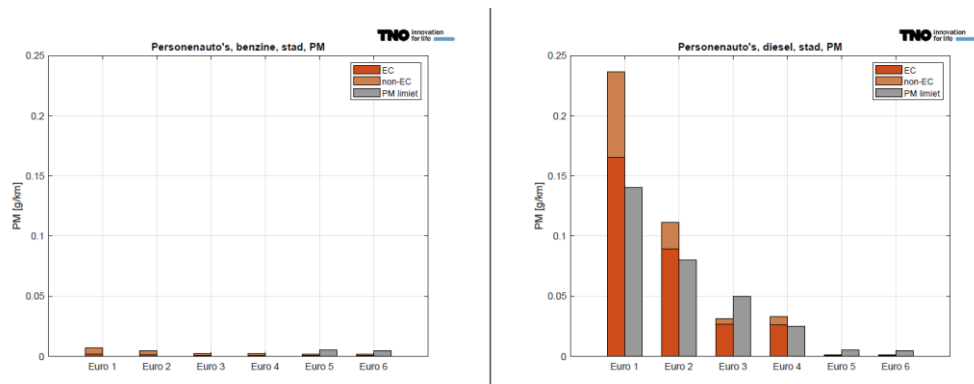 TNO innovation
for life
Personenauto's, benzine, stad, PM
EC
non-EC
PM limiet
0.25
0.2
0.15
0.1
0.05
0
PM [g/km]
Euro 1 Euro 2 Euro 3 Euro 4 Euro 5 Euro 6
TNO innovation
for life
Personenauto's, diesel, stad, PM
EC
non-EC
PM limiet
0.25
0.2
0.15
0.1
0.05
0
PM [g/km]
Euro 1 Euro 2 Euro 3 Euro 4 Euro 5 Euro 6